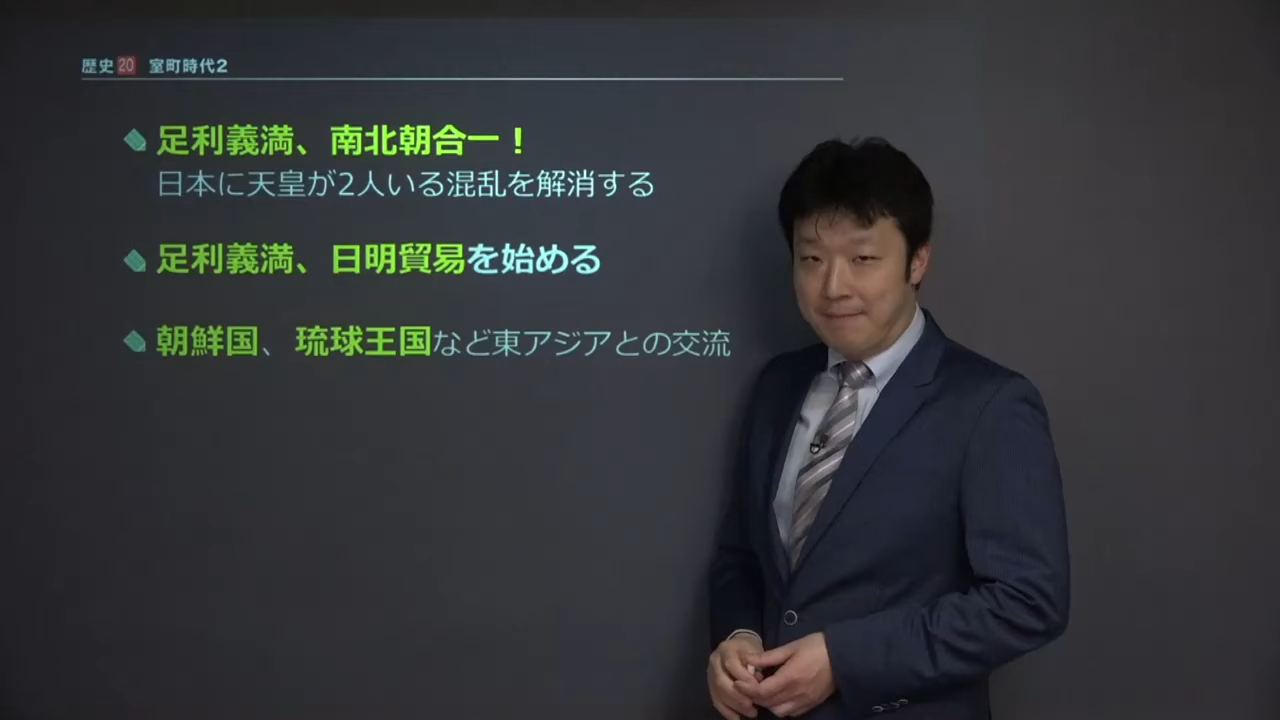 歴史20 室町時代2
足利義満、南北朝合一！
日本に天皇が2人いる混乱を解消する
足利義満、日明貿易を始める
朝鮮国、琉球王国など東アジアとの交流